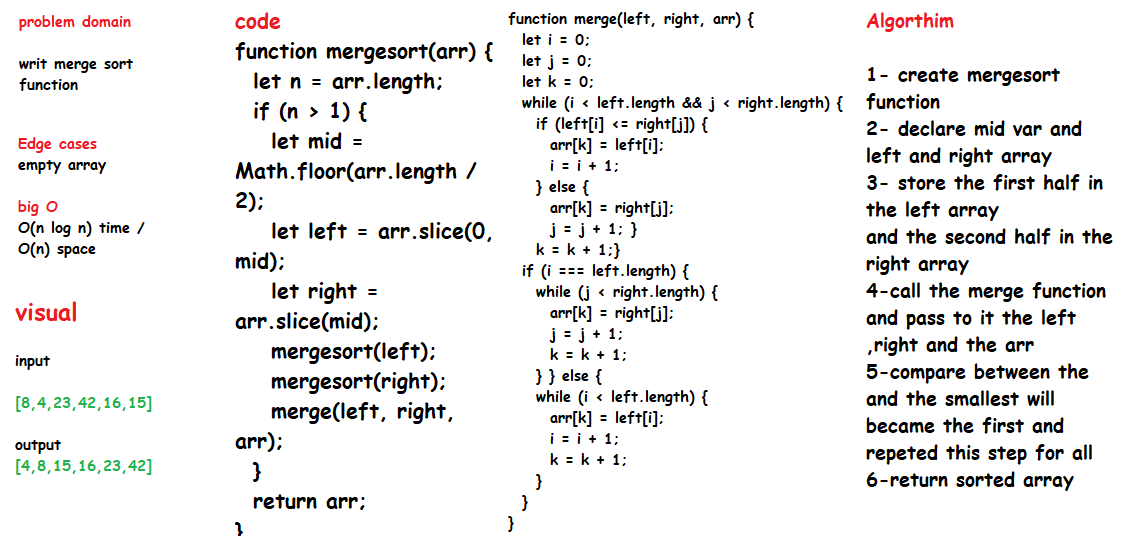 problem domain
writ merge sort
function
Edge cases
empty array
big O
O(n log n) time /
O(n) space
visual
input
[8,4,23,42,16,15]
output
[4,8,15,16,23,42]
code
function mergesort(arr) {
let n = arr.length;
if (n > 1) {
let mid =
Math.floor(arr.length /
2);
let left = arr.slice(0,
mid);
let right =
arr.slice(mid);
mergesort(left);
mergesort(right);
merge(left, right,
arr);
}
return arr;
}
function merge(left, right, arr) {
let i = 0;
let j = 0;
let k = 0;
while (i < left.length && j < right.length) {
if (left[i] <= right[j]) {
arr[k] = left[i];
i = i + 1;
} else {
arr[k] = right[j];
j = j + 1; }
k = k + 1;}
if (i === left.length) {
while (j < right.length) {
arr[k] = right[j];
j = j + 1;
k = k + 1;
} } else {
while (i < left.length) {
arr[k] = left[i];
i = i + 1;
k = k + 1;
}
}
}
Algorthim
1- create mergesort
function
2- declare mid var and
left and right array
3- store the first half in
the left array
and the second half in the
right array
4-call the merge function
and pass to it the left
,right and the arr
5-compare between the
and the smallest will
became the first and
repeted this step for all
6-return sorted array